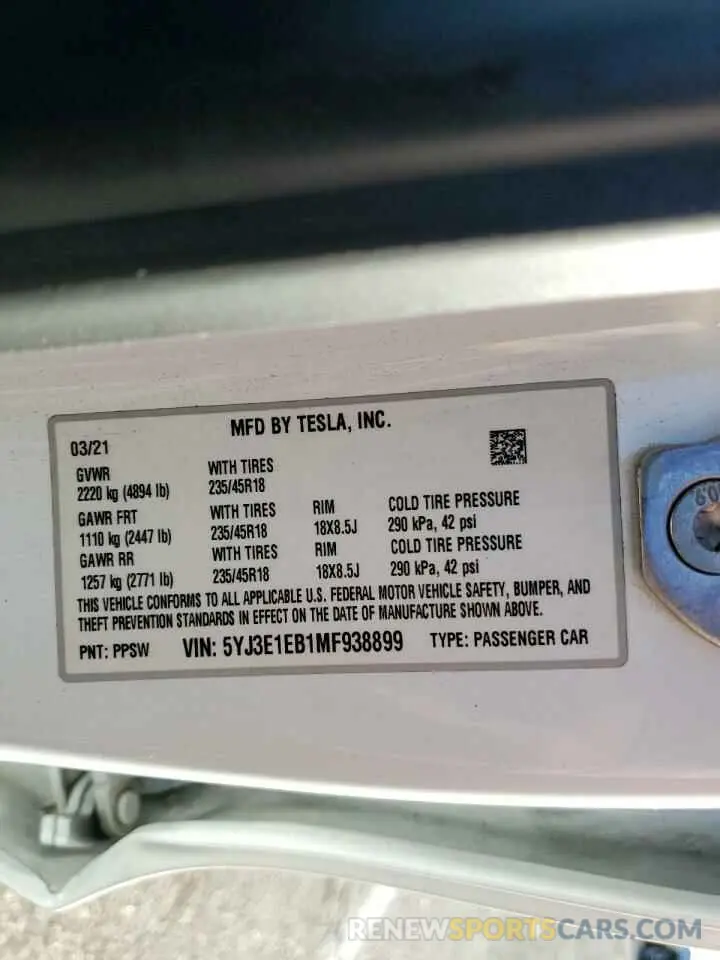 MFD BY TESLA, INC.
03/21
GVWR WITH TIRES
2220 kg (4894 lb) 235/45R18
GAWR FRT WITH TIRES RIM COLD TIRE PRESSURE
1110 kg (2447 lb) 235/45R18 18X8.5J 290 kPa, 42 psi
GAWR RR WITH TIRES RIM COLD TIRE PRESSURE
1257 kg (2771 lb) 235/45R18 18X8.5J 290 kPa, 42 psi
THIS VEHICLE CONFORMS TO ALL APPLICABLE U.S. FEDERAL MOTOR VEHICLE SAFETY, BUMPER, AND
THEFT PREVENTION STANDARDS IN EFFECT ON THE DATE OF MANUFACTURE SHOWN ABOVE.
PNT: PPSW VIN: 5YJ3E1EB1MF938899 TYPE: PASSENGER CAR
RENEWSPORTSCARS.COM